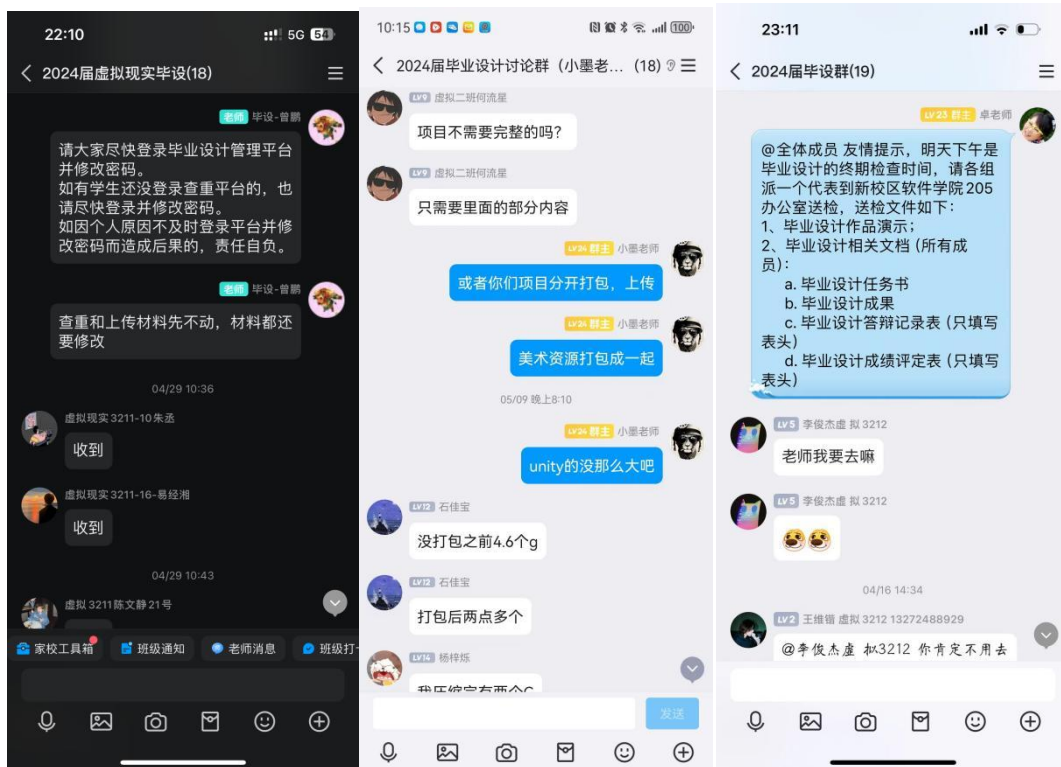 22:10
5G 54
2024届虚拟现实毕设(18)
老师 毕设-曾鹏
请大家尽快登录毕业设计管理平台
并修改密码。
如有学生还没登录查重平台的，也
请尽快登录并修改密码。
如因个人原因不及时登录平台并修
改密码而造成后果的，责任自负。
老师 毕设-曾鹏
查重和上传材料先不动，材料都还
要修改
04/29 10:36
虚拟现实3211-10朱丞
收到
虚拟现实3211-16-易经湘
收到
04/29 10:43
虚拟3211陈文静21号
家校工具箱
班级通知
老师消息
班级打
10:15
100
2024届毕业设计讨论群（小墨老... (18)
LV9 虚拟二班何流星
项目不需要完整的吗?
LV9 虚拟二班何流星
只需要里面的部分内容
LV24 群主 小墨老师
或者你们项目分开打包，上传
LV24 群主 小墨老师
美术资源打包成一起
05/09 晚上8:10
LV24 群主 小墨老师
unity的没那么大吧
LV12 石佳宝
没打包之前4.6个g
LV12 石佳宝
打包后两点多个
LV14 杨梓烁
我压缩完有两个G
发送
23:11
2024届毕设群(19)
LV23 群主 卓老师
@全体成员 友情提示，明天下午是
毕业设计的终期检查时间，请各组
派一个代表到新校区软件学院205
办公室送检，送检文件如下：
1、毕业设计作品演示；
2、毕业设计相关文档（所有成
员）：
a. 毕业设计任务书
b. 毕业设计成果
c. 毕业设计答辩记录表（只填写
表头）
d. 毕业设计成绩评定表（只填写
表头）
LV5 李俊杰虚 拟3212
老师我要去嘛
LV5 李俊杰虚 拟3212
04/16 14:34
LV2 王维锴 虚拟 3212 13272488929
@李俊杰虚 拟3212 你肯定不用去